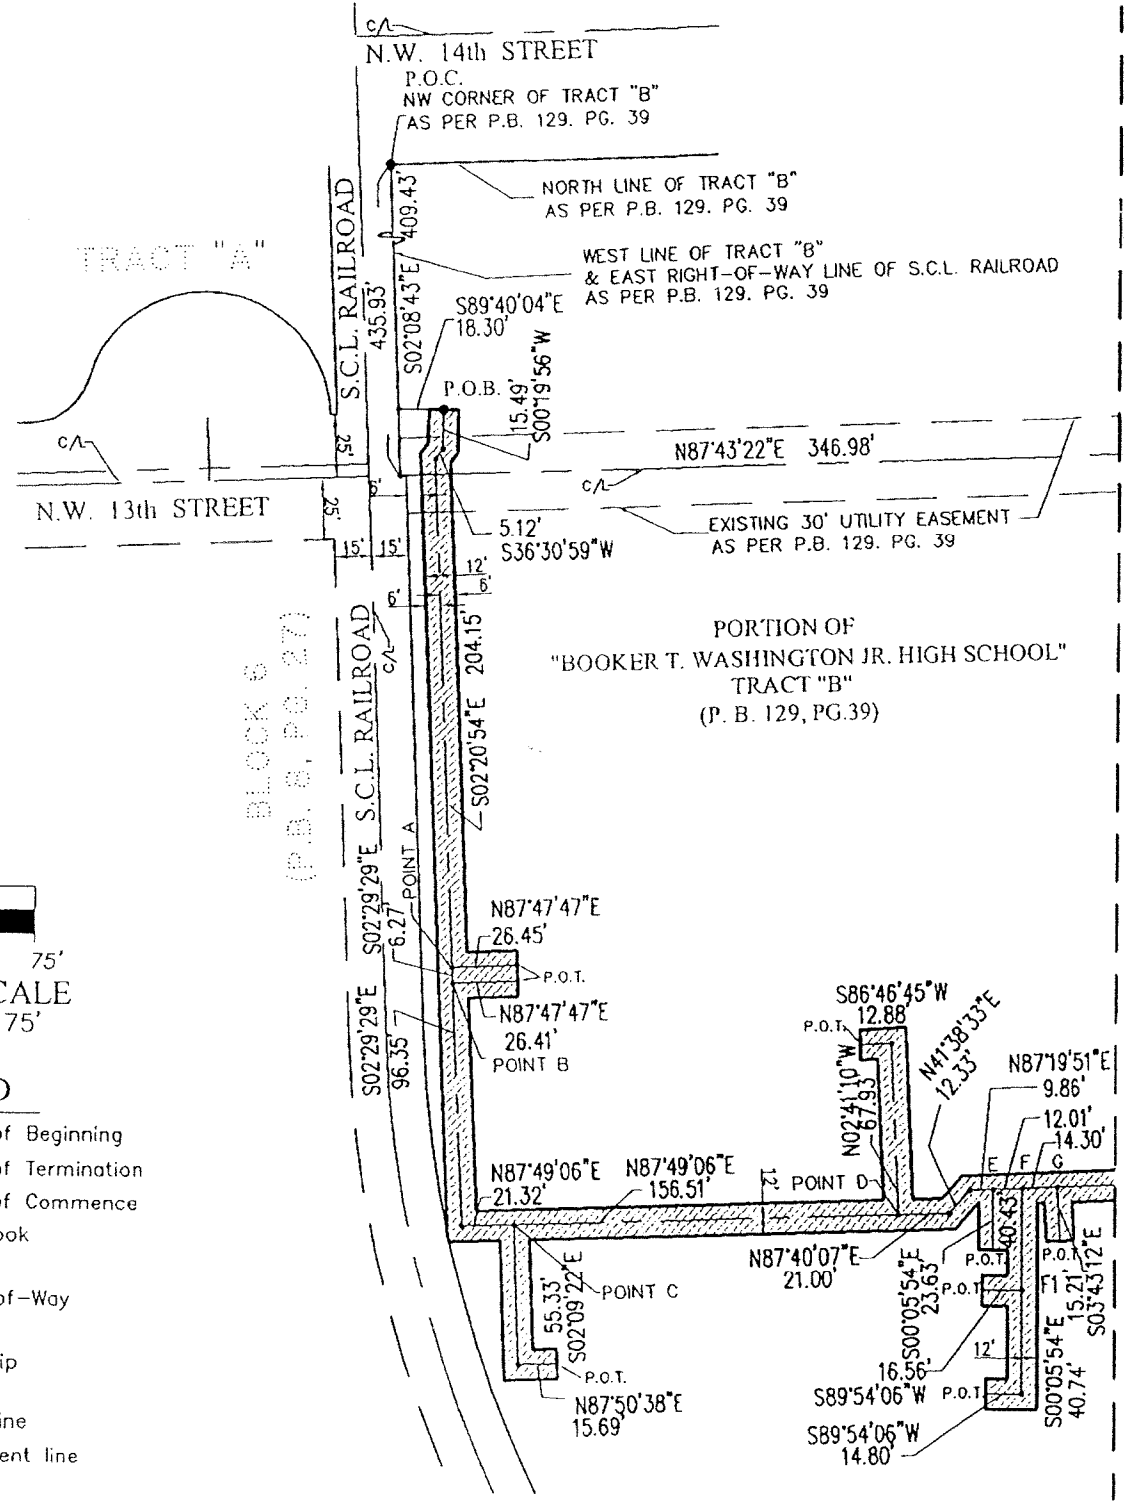 C/L
N.W. 14th STREET
P.O.C.
NW CORNER OF TRACT "B"
AS PER P.B. 129. PG. 39
NORTH LINE OF TRACT "B"
AS PER P.B. 129. PG. 39
WEST LINE OF TRACT "B"
& EAST RIGHT-OF-WAY LINE OF S.C.L. RAILROAD
AS PER P.B. 129. PG. 39
TRACT "A"
S.C.L. RAILROAD
435.93'
409.43'
S02°08'43"E
S89°40'04"E
18.30'
P.O.B.
15.49'
S00°19'56"W
C/L
25'
N87°43'22"E 346.98'
C/L
N.W. 13th STREET
25'
6'
15'
15'
5.12'
S36°30'59"W
EXISTING 30' UTILITY EASEMENT
AS PER P.B. 129. PG. 39
12'
6'
6'
C/L
S.C.L. RAILROAD
BLOCK 6
(P.B. 8, PG. 27)
PORTION OF
"BOOKER T. WASHINGTON JR. HIGH SCHOOL"
TRACT "B"
(P. B. 129, PG.39)
S02°20'54"E 204.15'
POINT A
S02°29'29"E
6.27'
N87°47'47"E
26.45'
P.O.T.
N87°47'47"E
26.41'
POINT B
S02°29'29"E
96.35'
75'
CALE
75'
D
of Beginning
of Termination
of Commence
ook
of-Way
ip
ine
ent line
S86°46'45"W
12.88'
P.O.T.
N02°41'10"W
67.93'
N41°38'33"E
12.33'
N87°19'51"E
9.86'
12.01'
14.30'
E F G
N87°49'06"E
21.32'
N87°49'06"E
156.51'
12'
POINT D
N87°40'07"E
21.00'
POINT C
55.33'
S02°09'22"E
P.O.T.
N87°50'38"E
15.69'
40.43'
S00°05'54"E
23.63'
P.O.T.
P.O.T.
P.O.T.
F1
15.21'
S03°43'12"E
12'
16.56'
S89°54'06"W
P.O.T.
S00°05'54"E
40.74'
S89°54'06"W
14.80'